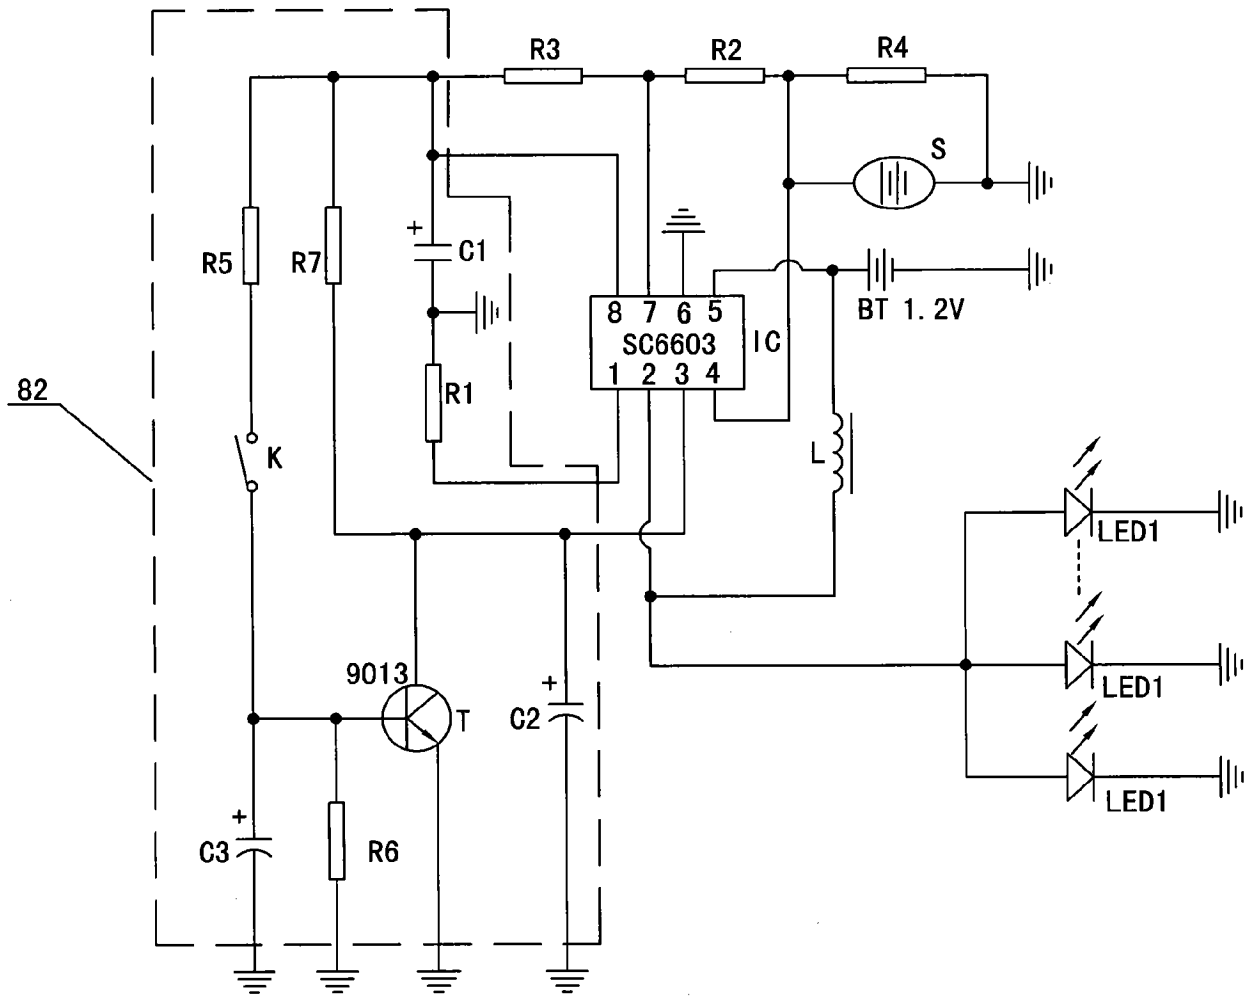 R3
R2
R4
S
R5
R7
+
C1
8 7 6 5
SC6603
IC
1 2 3 4
BT 1.2V
R1
82
K
L
LED1
9013
T
+
C2
LED1
+
C3
R6
LED1